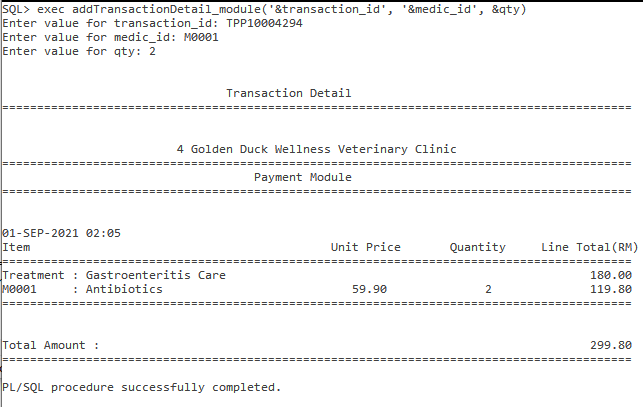 SQL> exec addTransactionDetail_module('&transaction_id', '&medic_id', &qty)
Enter value for transaction_id: TPP10004294
Enter value for medic_id: M0001
Enter value for qty: 2
Transaction Detail
==========================================================================================
4 Golden Duck Wellness Veterinary Clinic
==========================================================================================
Payment Module
==========================================================================================
01-SEP-2021 02:05
Item Unit Price Quantity Line Total(RM)
==========================================================================================
Treatment : Gastroenteritis Care 180.00
M0001 : Antibiotics 59.90 2 119.80
==========================================================================================
Total Amount : 299.80
==========================================================================================
PL/SQL procedure successfully completed.